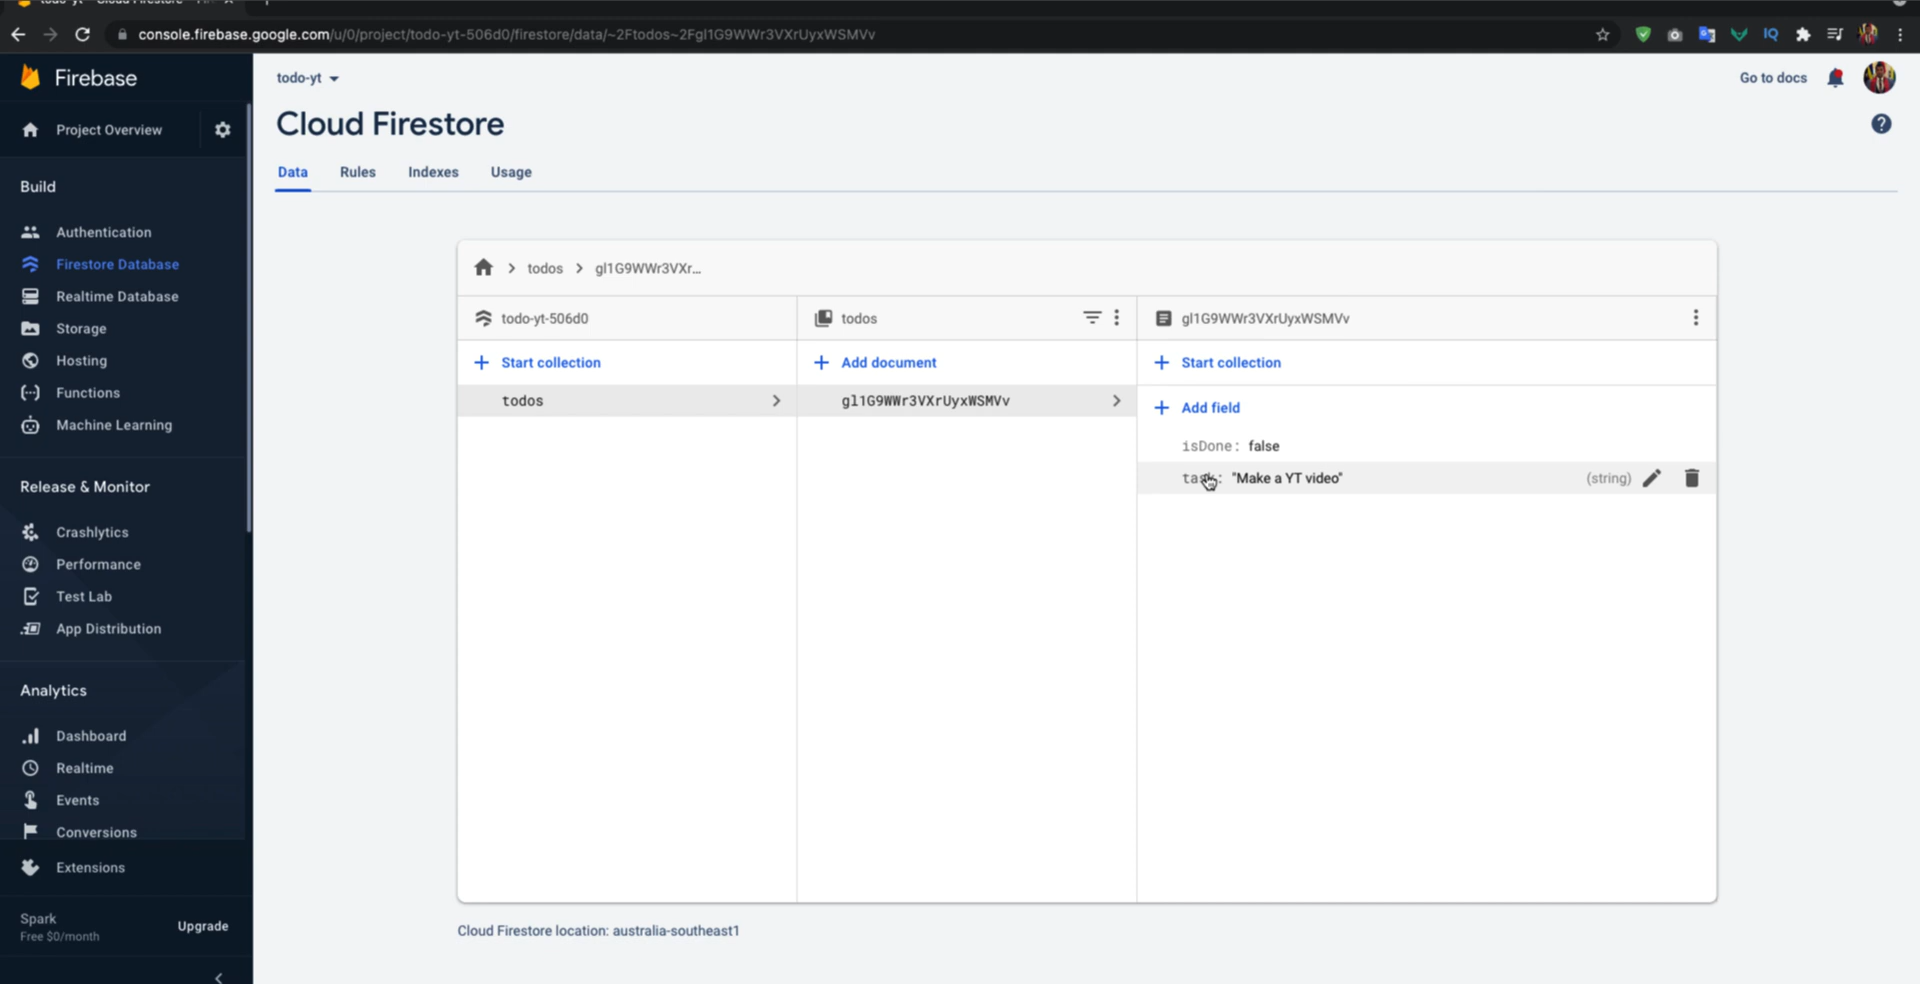 console.firebase.google.com/u/0/project/todo-yt-506d0/firestore/data/~2Ftodos~2Fgl1G9WWr3VXrUyxWSMVv
IQ
Firebase
todo-yt
Go to docs
Project Overview
Cloud Firestore
Data Rules Indexes Usage
Build
Authentication
Firestore Database
Realtime Database
Storage
Hosting
Functions
Machine Learning
Release & Monitor
Crashlytics
Performance
Test Lab
App Distribution
Analytics
Dashboard
Realtime
Events
Conversions
Extensions
Spark
Free $0/month
Upgrade
todos > gl1G9WWr3VXr...
todo-yt-506d0
+ Start collection
todos
todos
+ Add document
gl1G9WWr3VXrUyxWSMVv
gl1G9WWr3VXrUyxWSMVv
+ Start collection
+ Add field
isDone: false
task: "Make a YT video" (string)
Cloud Firestore location: australia-southeast1